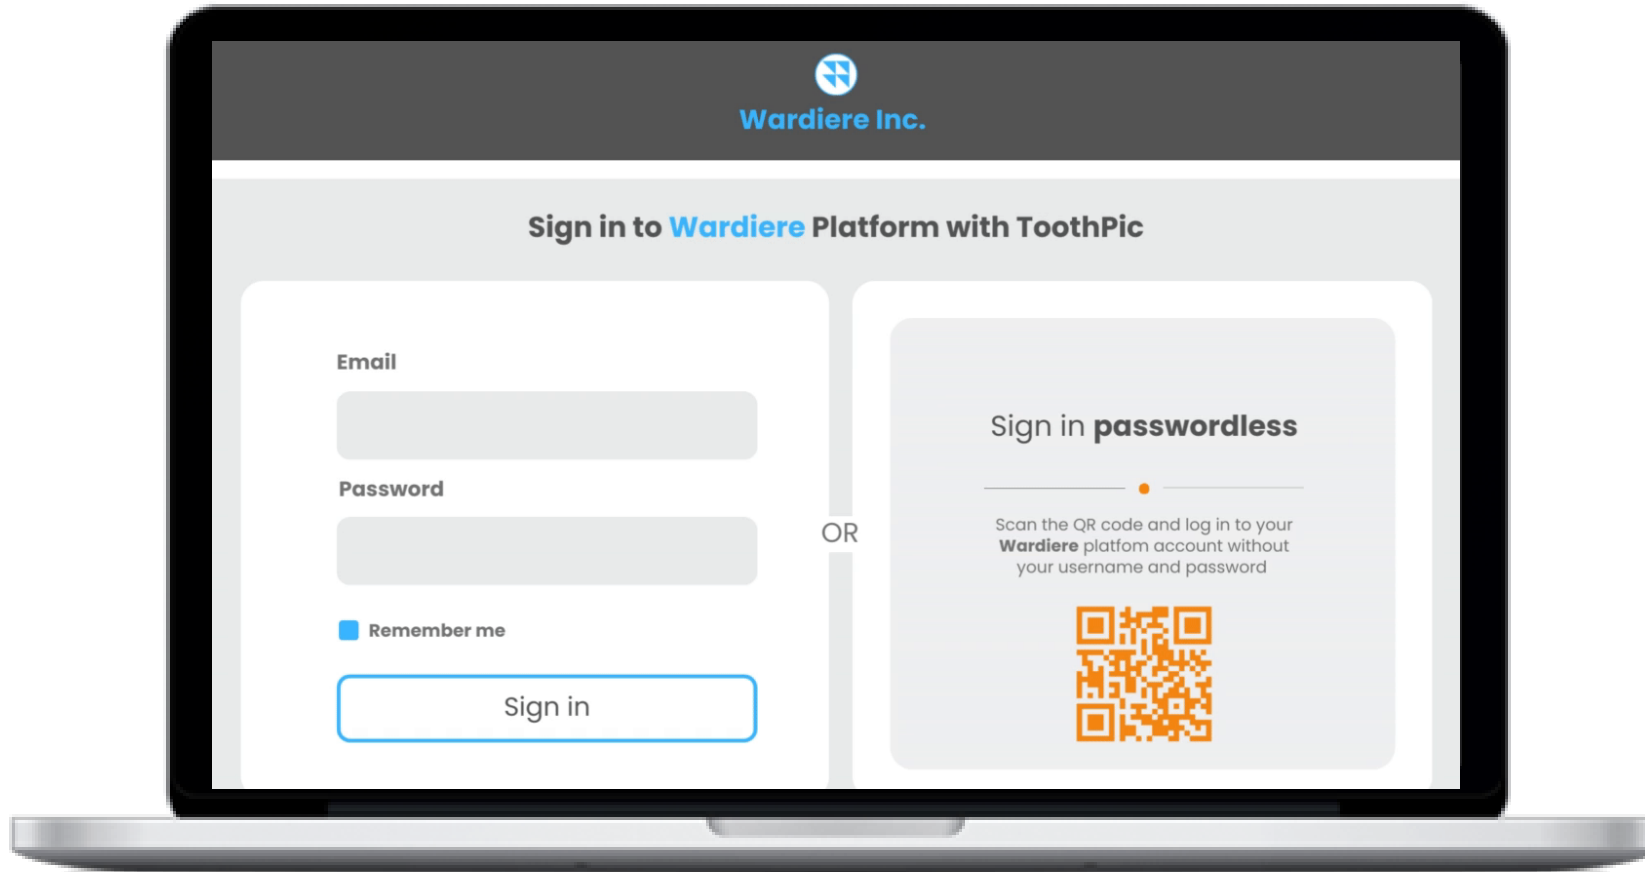 Wardiere Inc.
Sign in to Wardiere Platform with ToothPic
Email
Password
Remember me
Sign in
OR
Sign in passwordless
Scan the QR code and log in to your
Wardiere platfom account without
your username and password